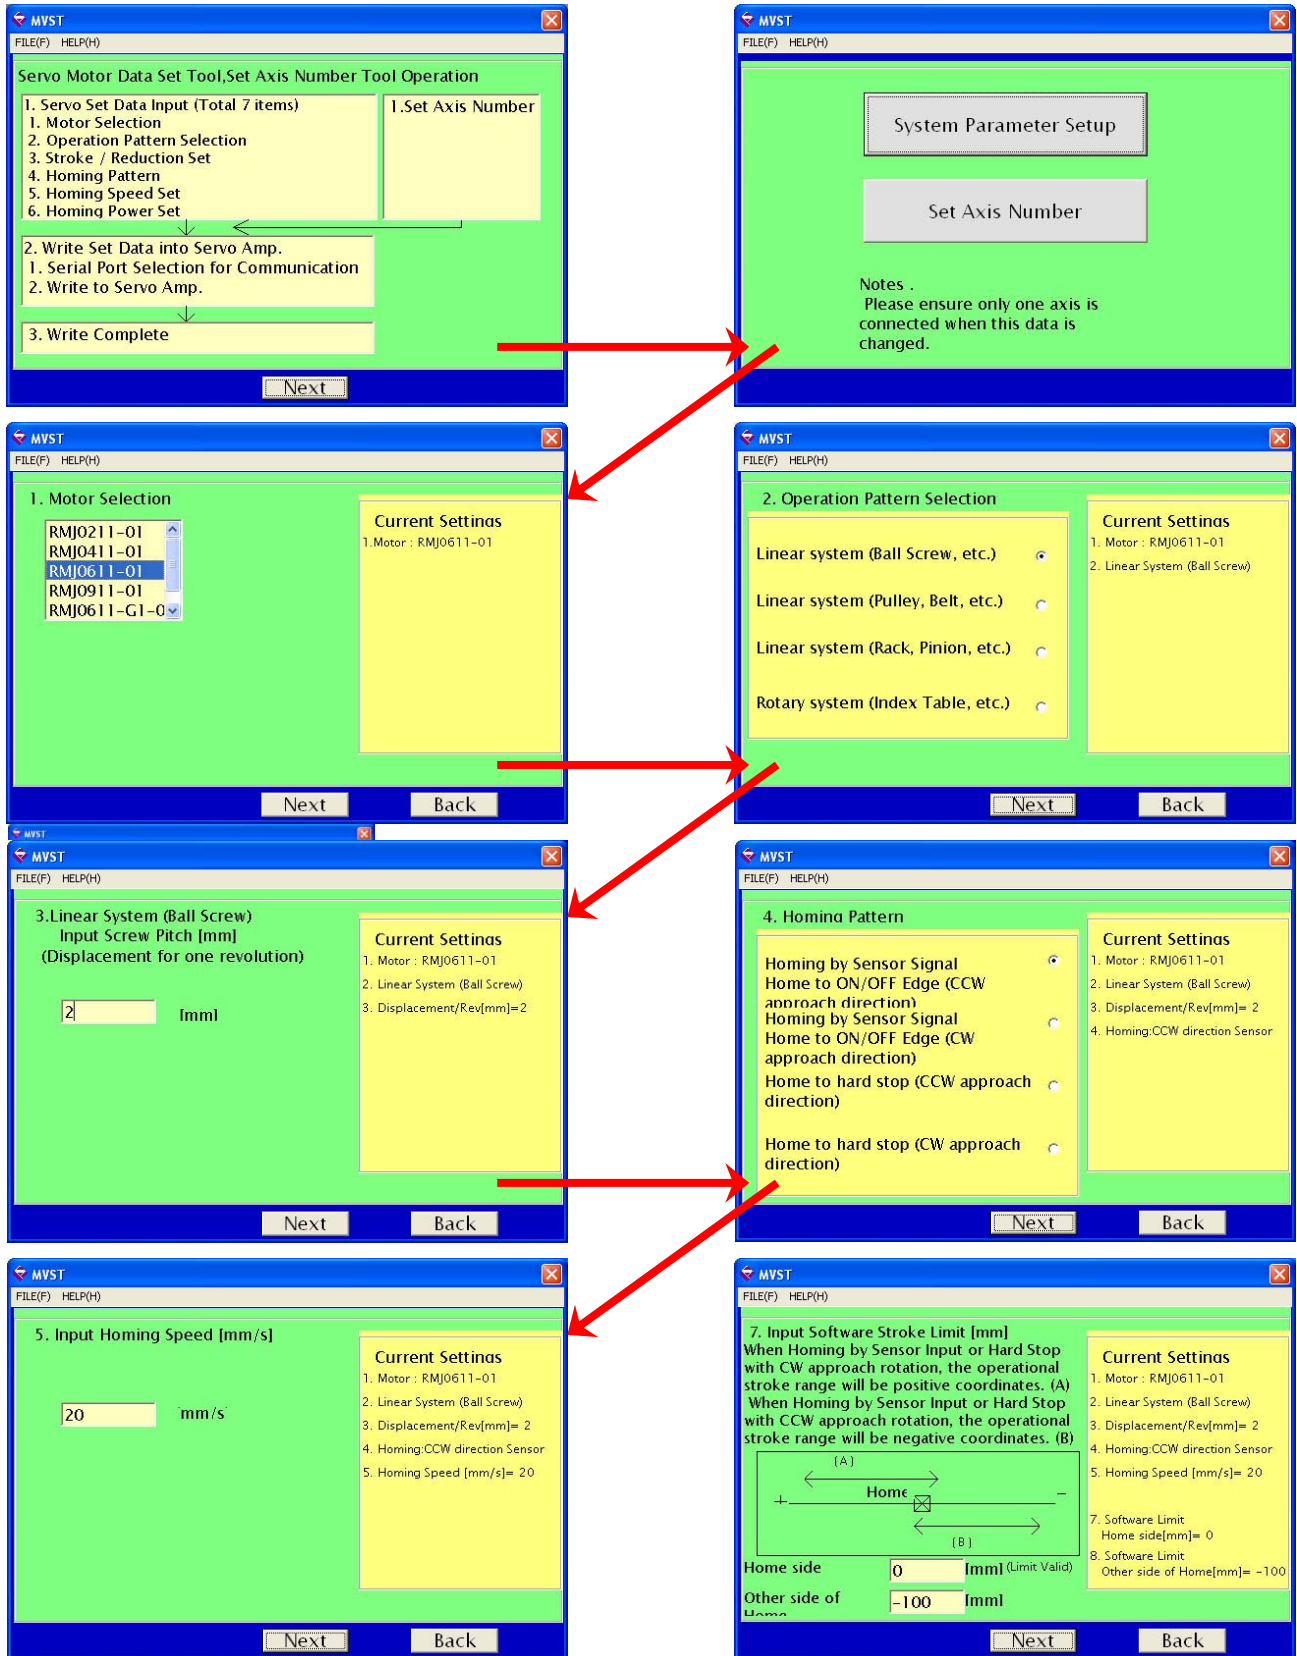 MVST
FILE(F) HELP(H)
Servo Motor Data Set Tool,Set Axis Number Tool Operation
1. Servo Set Data Input (Total 7 items)
1. Motor Selection
2. Operation Pattern Selection
3. Stroke / Reduction Set
4. Homing Pattern
5. Homing Speed Set
6. Homing Power Set
1.Set Axis Number
2. Write Set Data into Servo Amp.
1. Serial Port Selection for Communication
2. Write to Servo Amp.
3. Write Complete
Next
MVST
FILE(F) HELP(H)
System Parameter Setup
Set Axis Number
Notes .
Please ensure only one axis is
connected when this data is
changed.
MVST
FILE(F) HELP(H)
1. Motor Selection
RMJ0211-01
RMJ0411-01
RMJ0611-01
RMJ0911-01
RMJ0611-G1-0
Current Settings
1.Motor : RMJ0611-01
Next Back
MVST
FILE(F) HELP(H)
2. Operation Pattern Selection
Linear system (Ball Screw, etc.)
Linear system (Pulley, Belt, etc.)
Linear system (Rack, Pinion, etc.)
Rotary system (Index Table, etc.)
Current Settings
1. Motor : RMJ0611-01
2. Linear System (Ball Screw)
Next Back
MVST
MVST
FILE(F) HELP(H)
3.Linear System (Ball Screw)
Input Screw Pitch [mm]
(Displacement for one revolution)
2 [mm]
Current Settings
1. Motor : RMJ0611-01
2. Linear System (Ball Screw)
3. Displacement/Rev[mm]= 2
Next Back
MVST
FILE(F) HELP(H)
4. Homing Pattern
Homing by Sensor Signal
Home to ON/OFF Edge (CCW
approach direction)
Homing by Sensor Signal
Home to ON/OFF Edge (CW
approach direction)
Home to hard stop (CCW approach
direction)
Home to hard stop (CW approach
direction)
Current Settings
1. Motor : RMJ0611-01
2. Linear System (Ball Screw)
3. Displacement/Rev[mm]= 2
4. Homing:CCW direction Sensor
Next Back
MVST
FILE(F) HELP(H)
5. Input Homing Speed [mm/s]
20 mm/s
Current Settings
1. Motor : RMJ0611-01
2. Linear System (Ball Screw)
3. Displacement/Rev[mm]= 2
4. Homing:CCW direction Sensor
5. Homing Speed [mm/s]= 20
Next Back
MVST
FILE(F) HELP(H)
7. Input Software Stroke Limit [mm]
When Homing by Sensor Input or Hard Stop
with CW approach rotation, the operational
stroke range will be positive coordinates. (A)
When Homing by Sensor Input or Hard Stop
with CCW approach rotation, the operational
stroke range will be negative coordinates. (B)
(A)
+ Home −
(B)
Home side 0 [mm] (Limit Valid)
Other side of
Home -100 [mm]
Current Settings
1. Motor : RMJ0611-01
2. Linear System (Ball Screw)
3. Displacement/Rev[mm]= 2
4. Homing:CCW direction Sensor
5. Homing Speed [mm/s]= 20
7. Software Limit
Home side[mm]= 0
8. Software Limit
Other side of Home[mm]= -100
Next Back